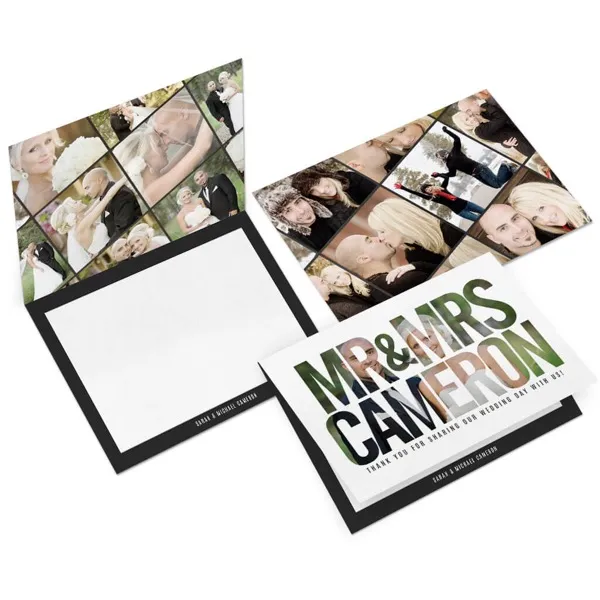 SARAH & MICHAEL CAMERON
MR & MRS
CAMERON
THANK YOU FOR SHARING OUR WEDDING DAY WITH US!
SARAH & MICHAEL CAMERON